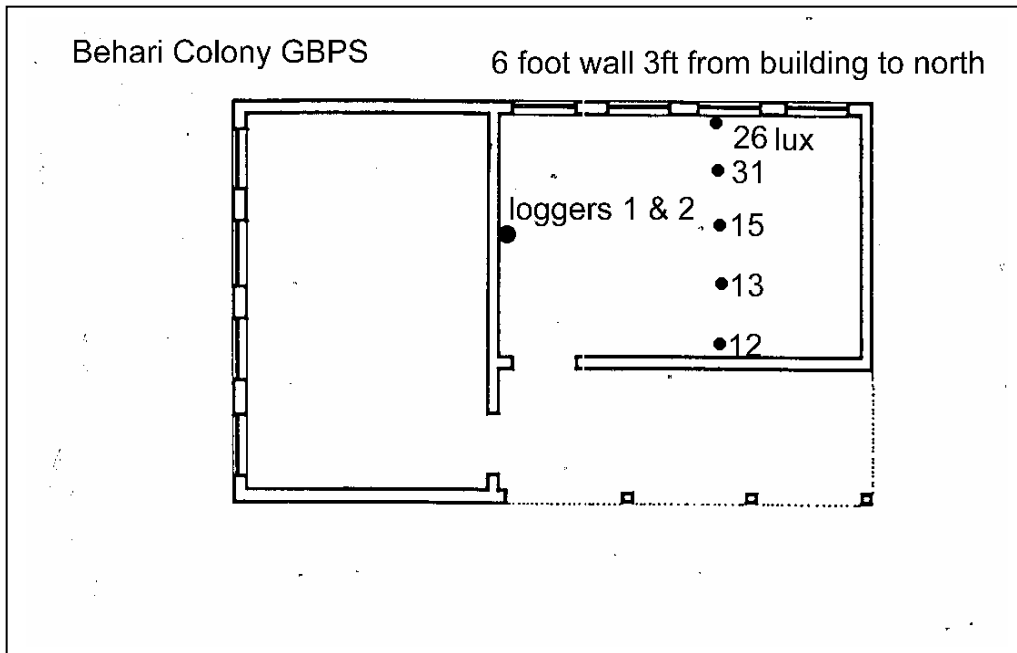 Behari Colony GBPS
6 foot wall 3ft from building to north
26 lux
31
loggers 1 & 2
15
13
12